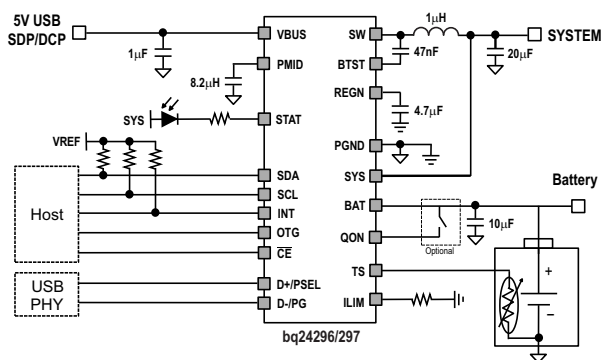 5V USB
SDP/DCP
1μF
VBUS
PMID
8.2μH
SYS
STAT
VREF
Host
SDA
SCL
INT
OTG
CE
USB
PHY
D+/PSEL
D-/PG
SW
1μH
SYSTEM
47nF
20μF
BTST
REGN
4.7μF
PGND
SYS
BAT
Battery
10μF
QON
Optional
TS
+
–
ILIM
bq24296/297